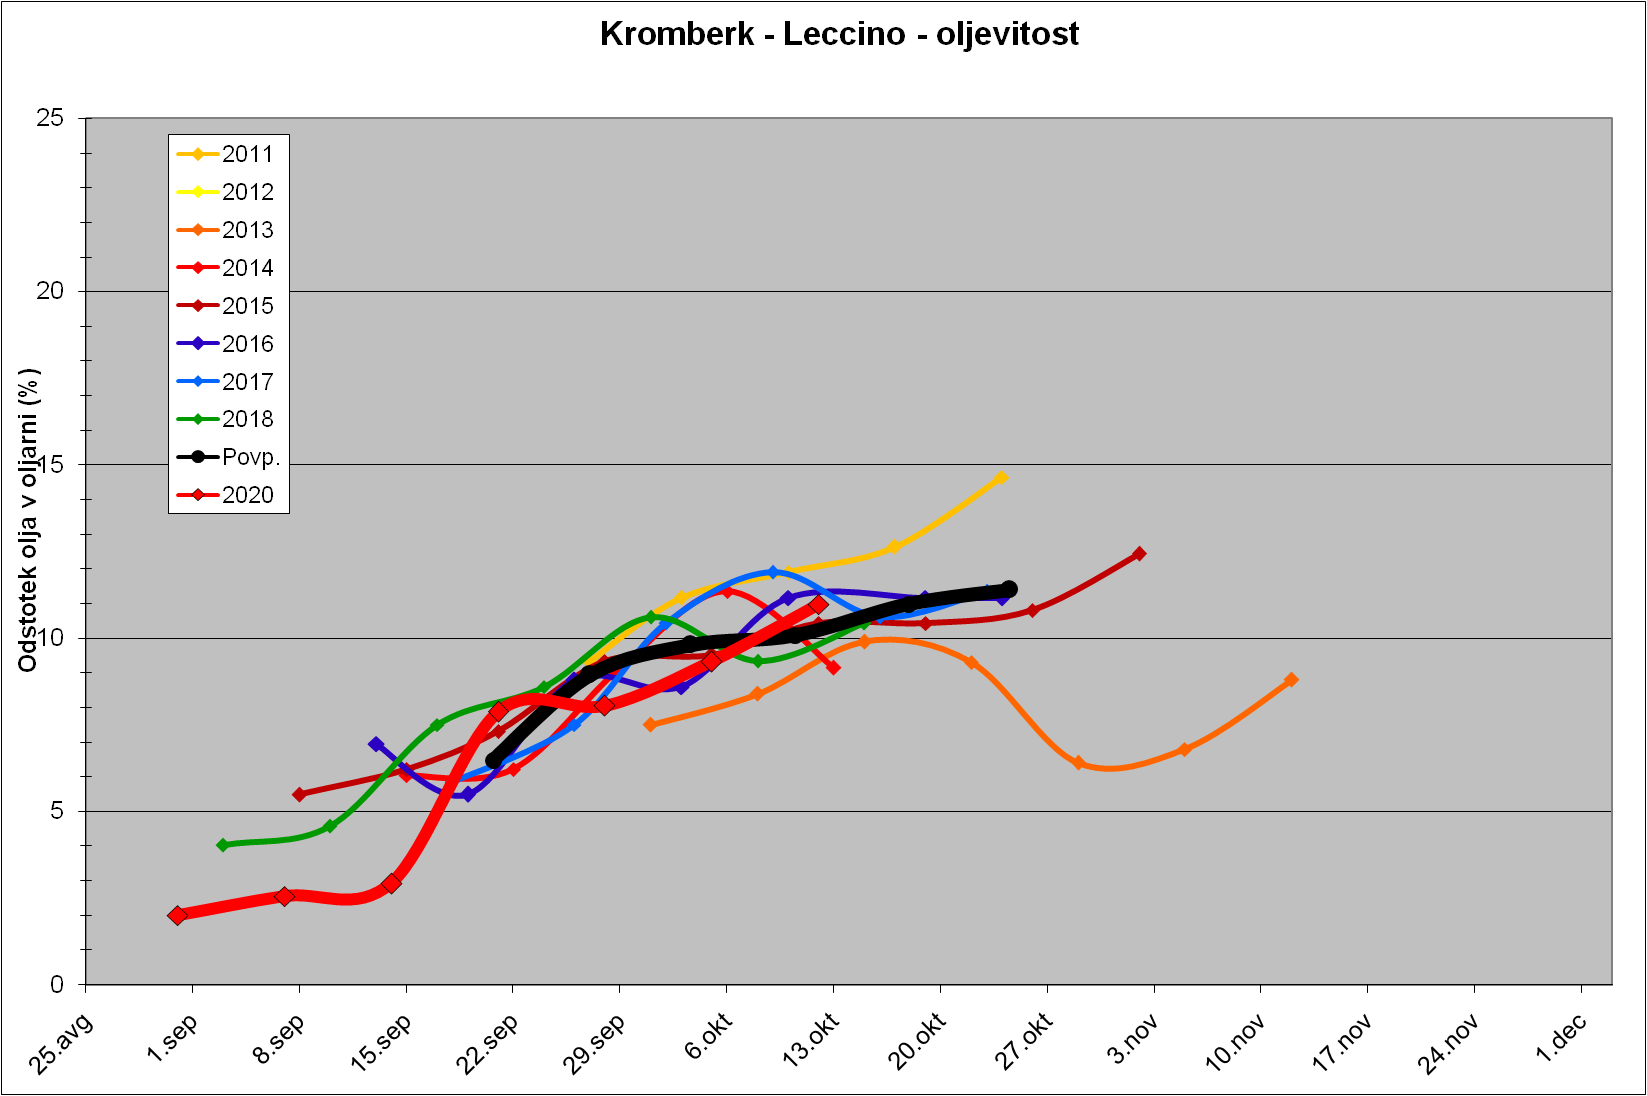 Kromberk - Leccino - oljevitost
Odstotek olja v oljarni (%)
25
20
15
10
5
0
2011
2012
2013
2014
2015
2016
2017
2018
Povp.
2020
25.avg
1.sep
8.sep
15.sep
22.sep
29.sep
6.okt
13.okt
20.okt
27.okt
3.nov
10.nov
17.nov
24.nov
1.dec